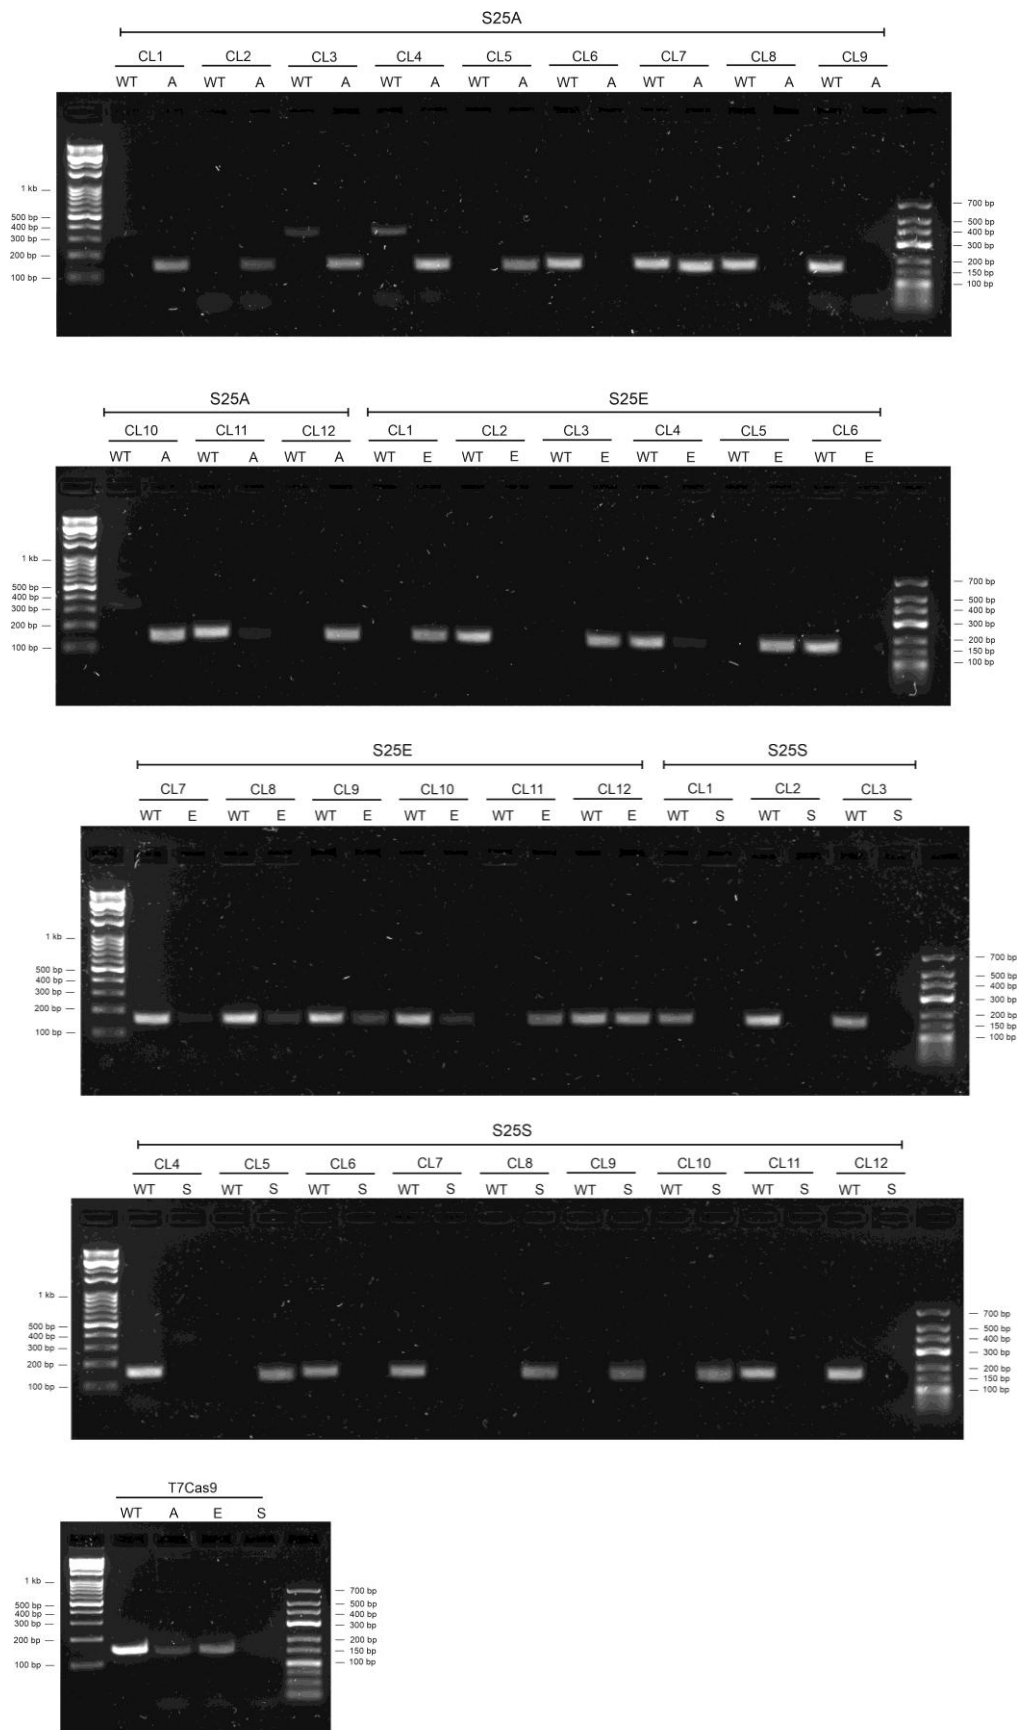 S25A
CL1 CL2 CL3 CL4 CL5 CL6 CL7 CL8 CL9
WT A WT A WT A WT A WT A WT A WT A WT A WT A
1 kb
500 bp
400 bp
300 bp
200 bp
100 bp
700 bp
500 bp
400 bp
300 bp
200 bp
150 bp
100 bp
S25A S25E
CL10 CL11 CL12 CL1 CL2 CL3 CL4 CL5 CL6
WT A WT A WT A WT E WT E WT E WT E WT E WT E
1 kb
500 bp
400 bp
300 bp
200 bp
100 bp
700 bp
500 bp
400 bp
300 bp
200 bp
150 bp
100 bp
S25E S25S
CL7 CL8 CL9 CL10 CL11 CL12 CL1 CL2 CL3
WT E WT E WT E WT E WT E WT E WT S WT S WT S
1 kb
500 bp
400 bp
300 bp
200 bp
100 bp
700 bp
500 bp
400 bp
300 bp
200 bp
150 bp
100 bp
S25S
CL4 CL5 CL6 CL7 CL8 CL9 CL10 CL11 CL12
WT S WT S WT S WT S WT S WT S WT S WT S WT S
1 kb
500 bp
400 bp
300 bp
200 bp
100 bp
700 bp
500 bp
400 bp
300 bp
200 bp
150 bp
100 bp
T7Cas9
WT A E S
1 kb
500 bp
400 bp
300 bp
200 bp
100 bp
700 bp
500 bp
400 bp
300 bp
200 bp
150 bp
100 bp